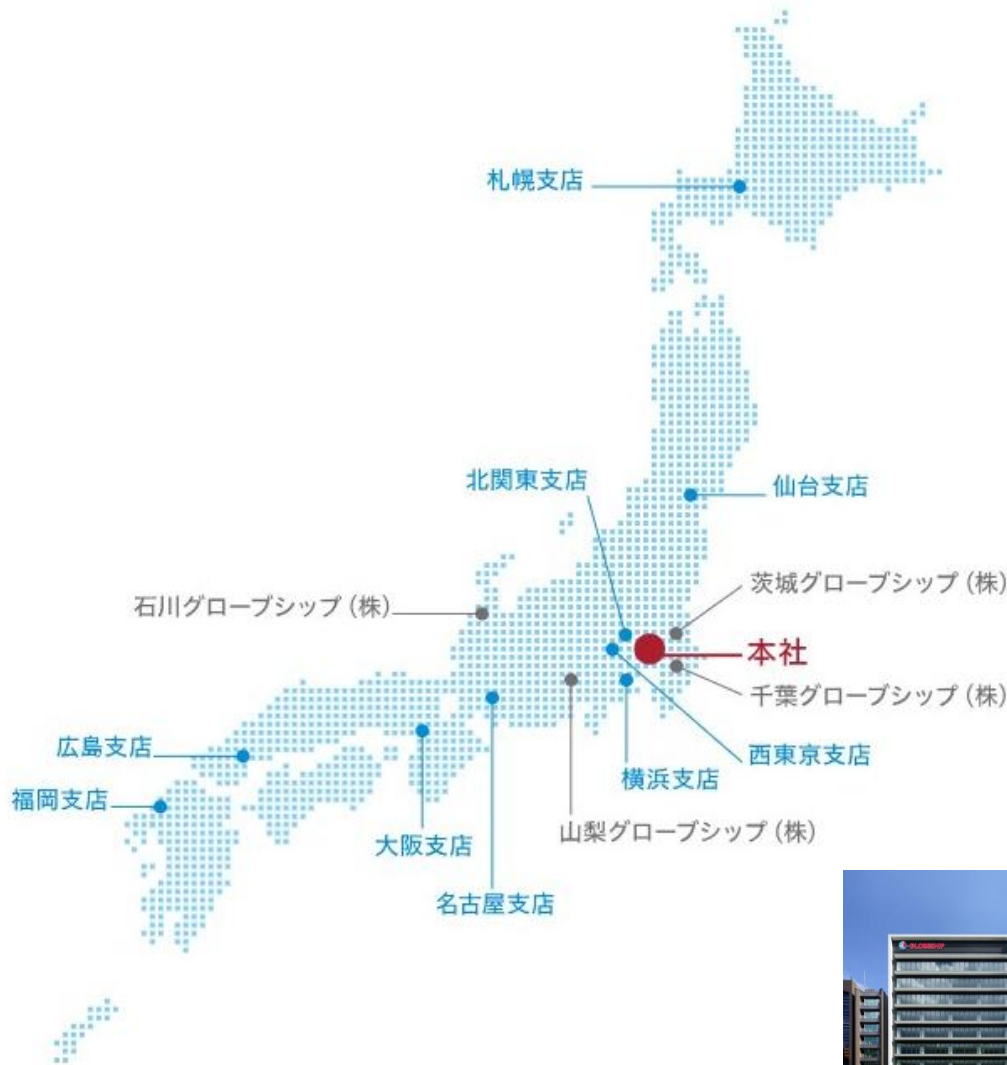 札幌支店
北関東支店
仙台支店
石川グローブシップ（株）
茨城グローブシップ（株）
本社
千葉グローブシップ（株）
広島支店
西東京支店
横浜支店
福岡支店
山梨グローブシップ（株）
大阪支店
名古屋支店
GLOBESHIP